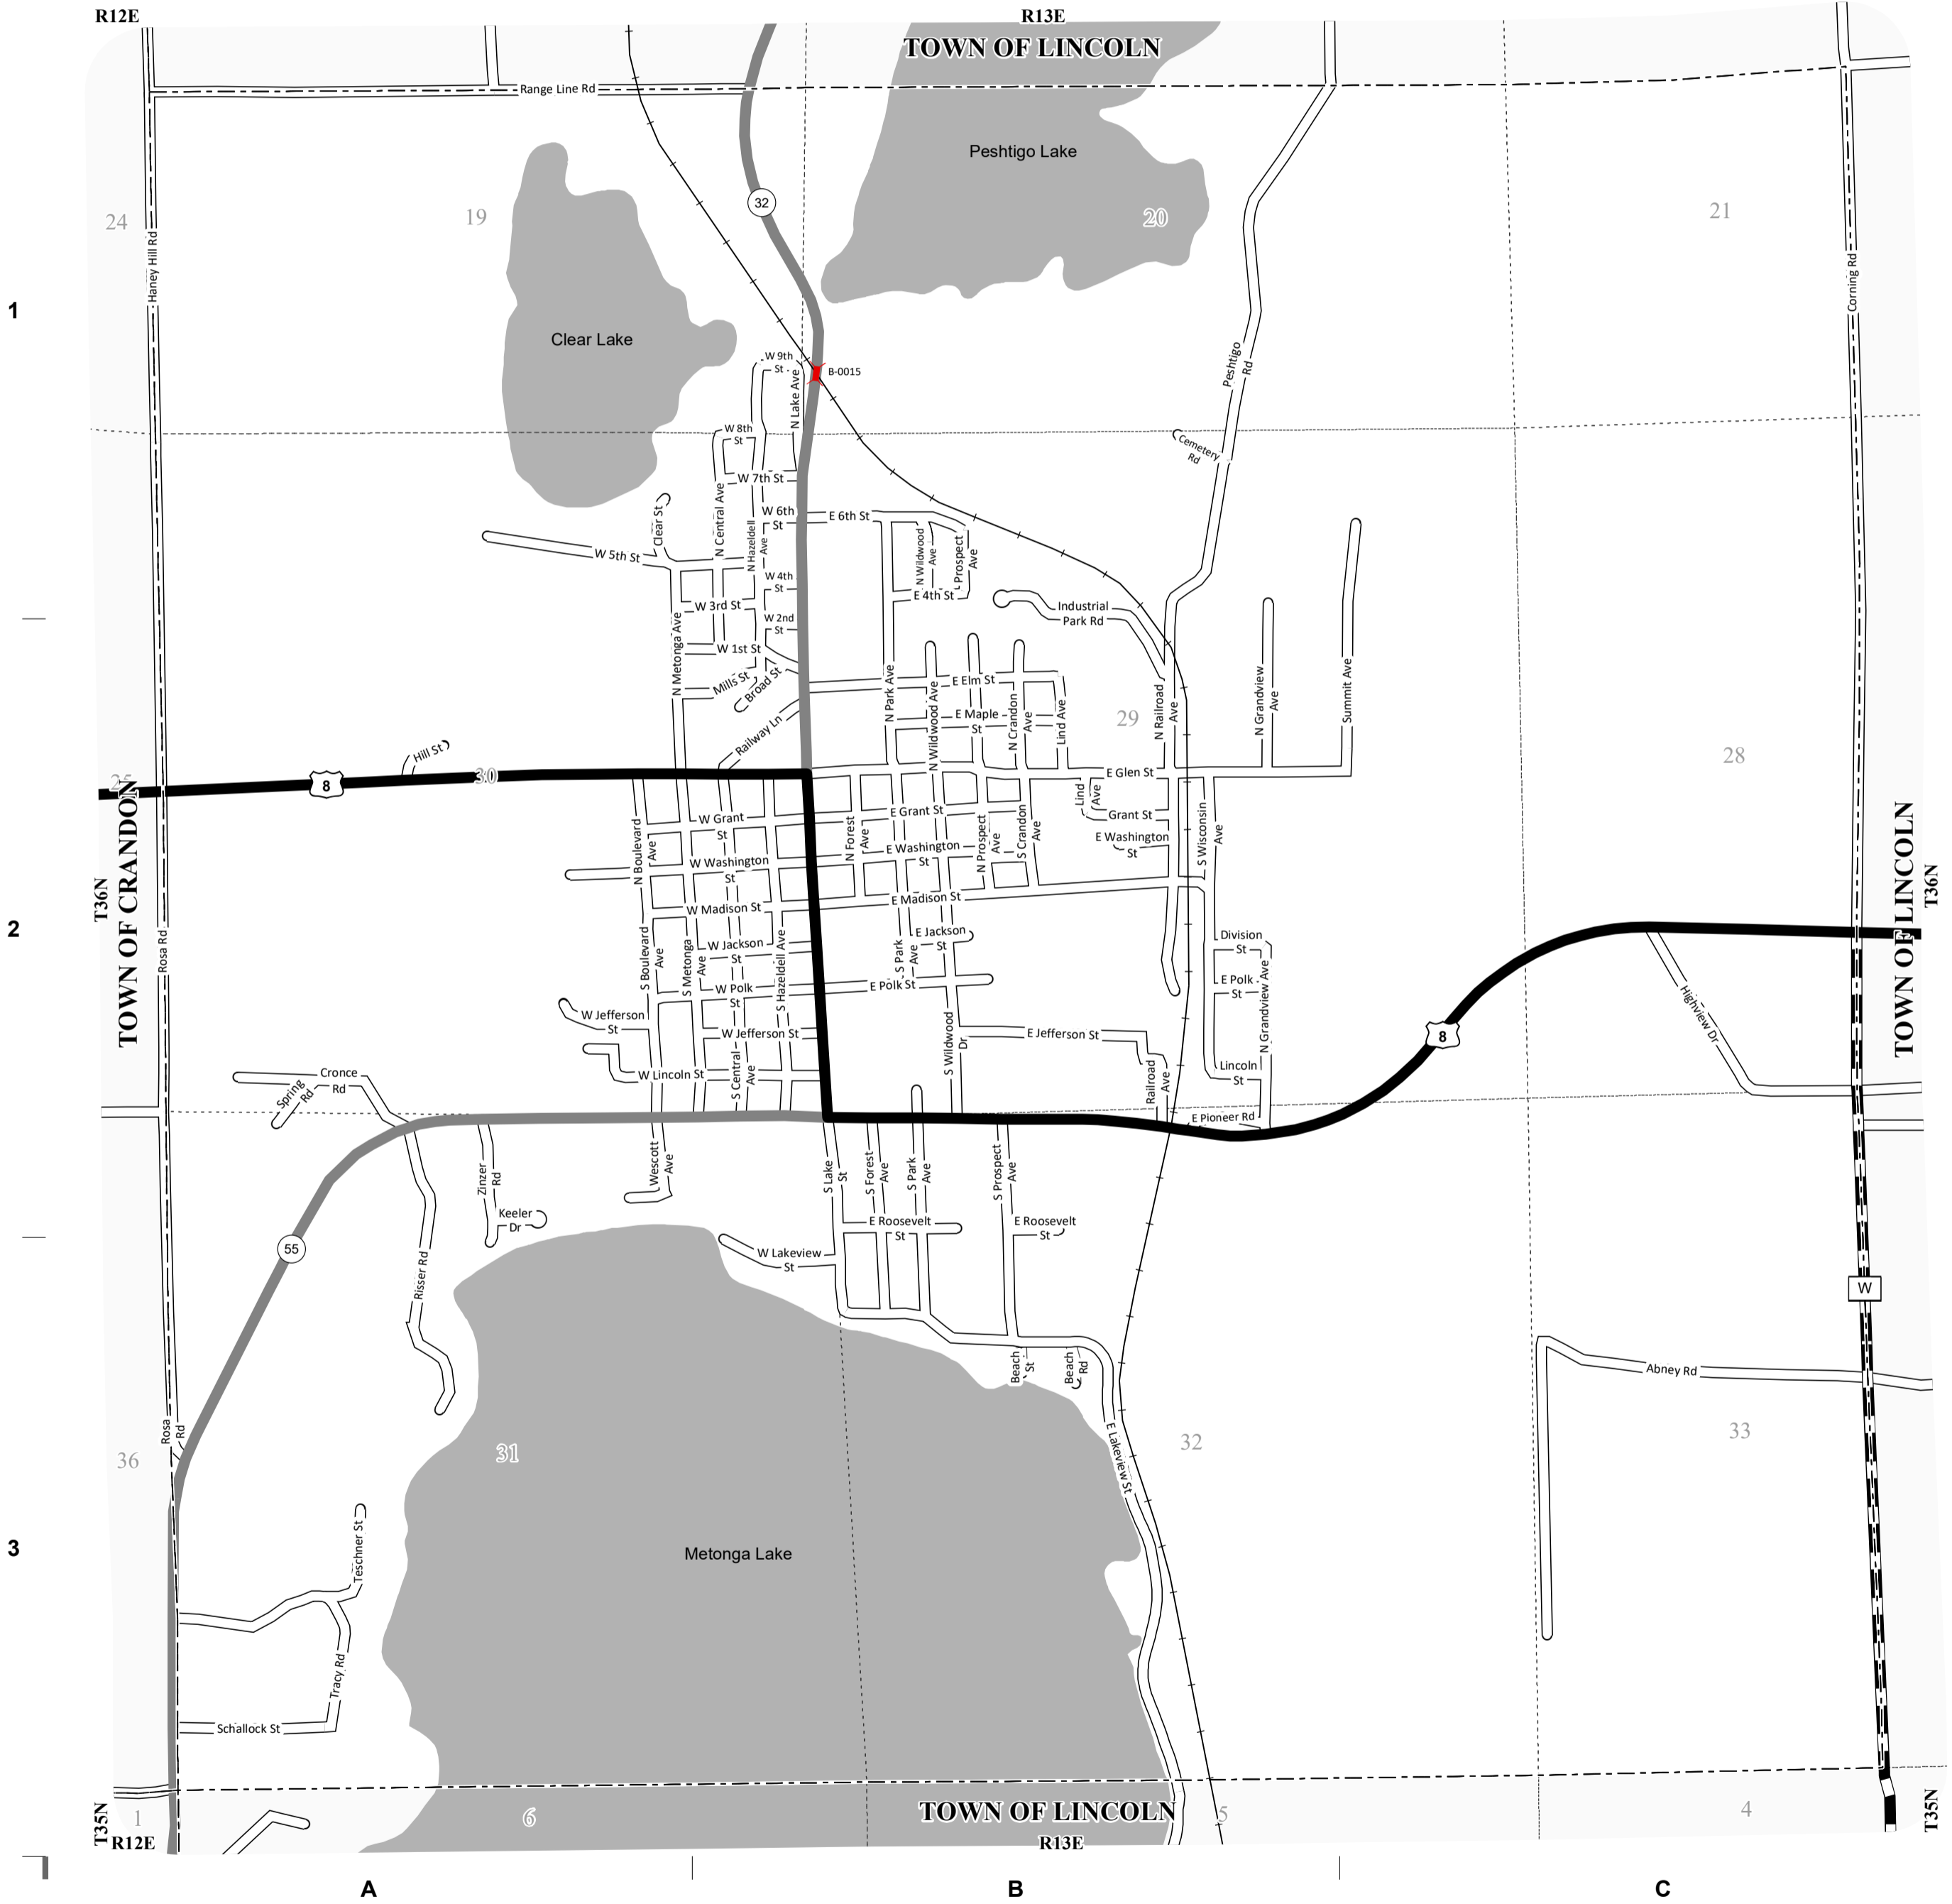 R12E
R13E
TOWN OF LINCOLN
Range Line Rd
Peshtigo Lake
32
24
19
20
21
Haney Hill Rd
Corning Rd
1
Clear Lake
W 9th
St
B-0015
N Lake Ave
Peshtigo
Rd
W 8th
St
Cemetery
Rd
W 7th St
Clear St
N Central Ave
N Hazeldell
Ave
W 6th
St
E 6th St
W 5th St
N Wildwood
Ave
Prospect
Ave
W 4th
St
E 4th St
W 3rd St
Industrial
Park Rd
W 2nd
St
N Metonga Ave
W 1st St
Mills St
Broad St
E Elm St
N Park Ave
N Wildwood Ave
E Maple
St
N Crandon
Ave
Lind Ave
29
N Railroad
Ave
N Grandview
Ave
Summit Ave
Railway Ln
Hill St
28
25
8
30
E Glen St
Lind
Ave
TOWN OF CRANDON
TOWN OF LINCOLN
N Boulevard
Ave
W Grant
St
N Forest
Ave
E Grant St
N Prospect
Ave
S Crandon
Ave
Grant St
E Washington
St
S Wisconsin
Ave
W Washington
St
E Washington
St
T36N
T36N
W Madison St
E Madison St
2
Rosa Rd
S Boulevard
Ave
S Metonga
Ave
W Jackson
St
S Hazeldell Ave
S Park
Ave
E Jackson
St
Division
St
W Polk
St
E Polk St
E Polk
St
N Grandview Ave
Highview Dr
W Jefferson
St
W Jefferson St
S Wildwood
Dr
E Jefferson St
8
Cronce
Rd
Spring
Rd
W Lincoln St
S Central
Ave
Railroad
Ave
Lincoln
St
E Pioneer Rd
Zinzer
Rd
Wescott
Ave
S Lake
St
S Forest
Ave
S Park
Ave
S Prospect
Ave
Keeler
Dr
E Roosevelt
St
E Roosevelt
St
55
Risser Rd
W Lakeview
St
W
Beach
St
Beach
Rd
Abney Rd
Rosa
Rd
36
31
E Lakeview St
32
33
3
Metonga Lake
Teschner St
Tracy Rd
Schallock St
T35N
1
6
TOWN OF LINCOLN
5
4
T35N
R12E
R13E
A
B
C